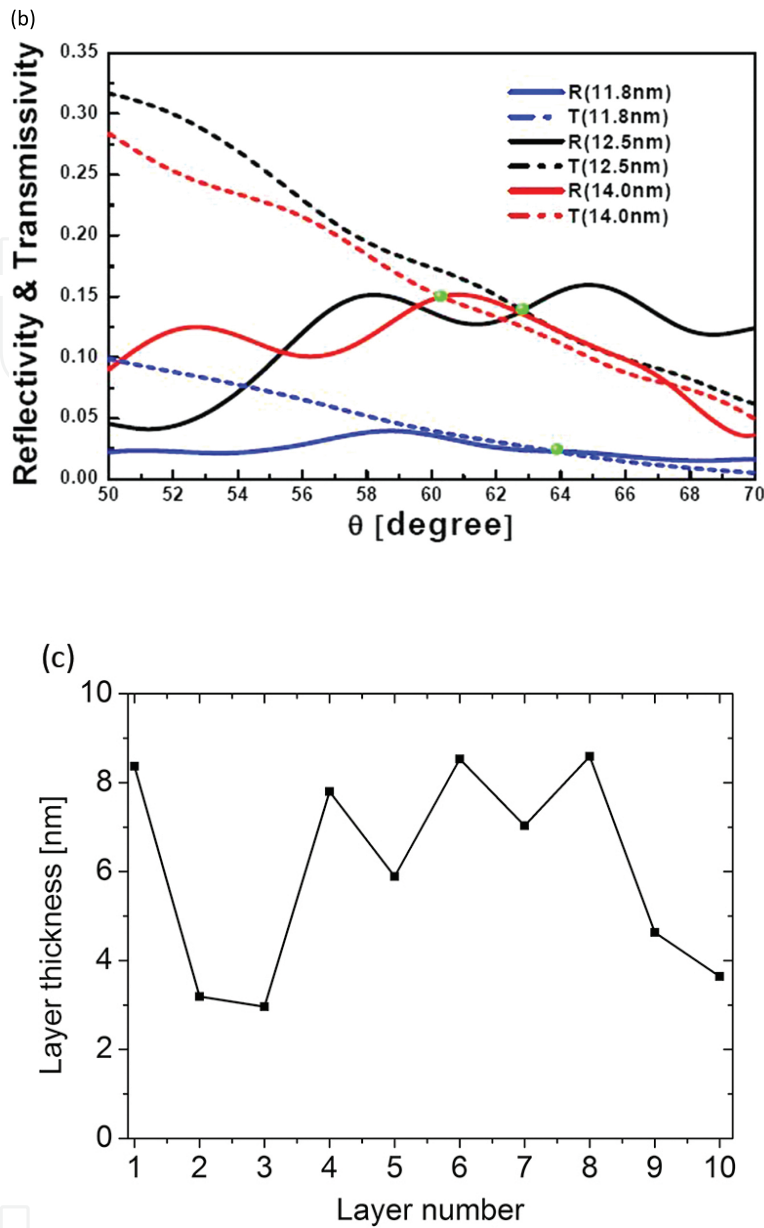 (b)
Reflectivity & Transmissivity
0.35
0.30
0.25
0.20
0.15
0.10
0.05
0.00
R(11.8nm)
T(11.8nm)
R(12.5nm)
T(12.5nm)
R(14.0nm)
T(14.0nm)
50 52 54 56 58 60 62 64 66 68 70
θ [degree]
(c)
Layer thickness [nm]
10
8
6
4
2
0
1 2 3 4 5 6 7 8 9 10
Layer number